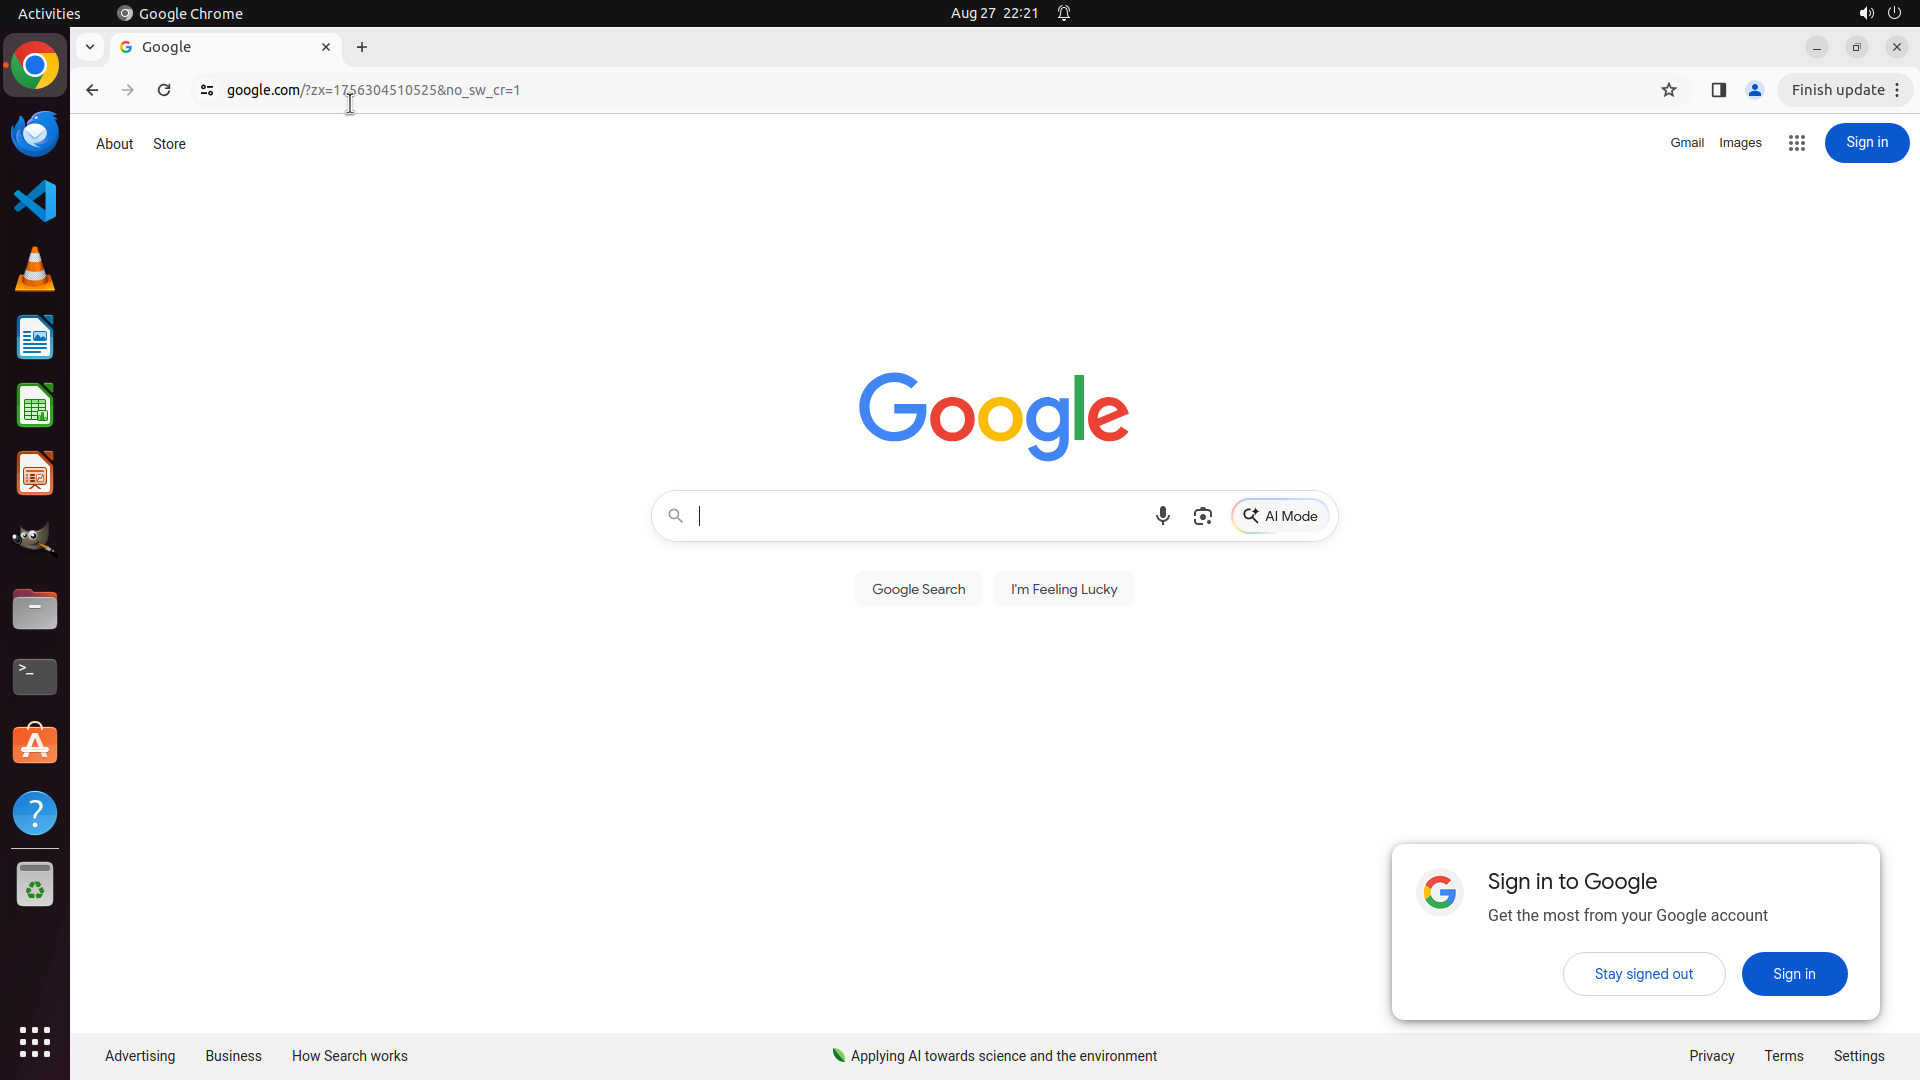 Activities
Google Chrome
Aug 27 22:21
Google
google.com/?zx=1756304510525&no_sw_cr=1
Finish update
About
Store
Gmail
Images
Sign in
Google
AI Mode
Google Search
I'm Feeling Lucky
Sign in to Google
Get the most from your Google account
Stay signed out
Sign in
Advertising
Business
How Search works
Applying AI towards science and the environment
Privacy
Terms
Settings